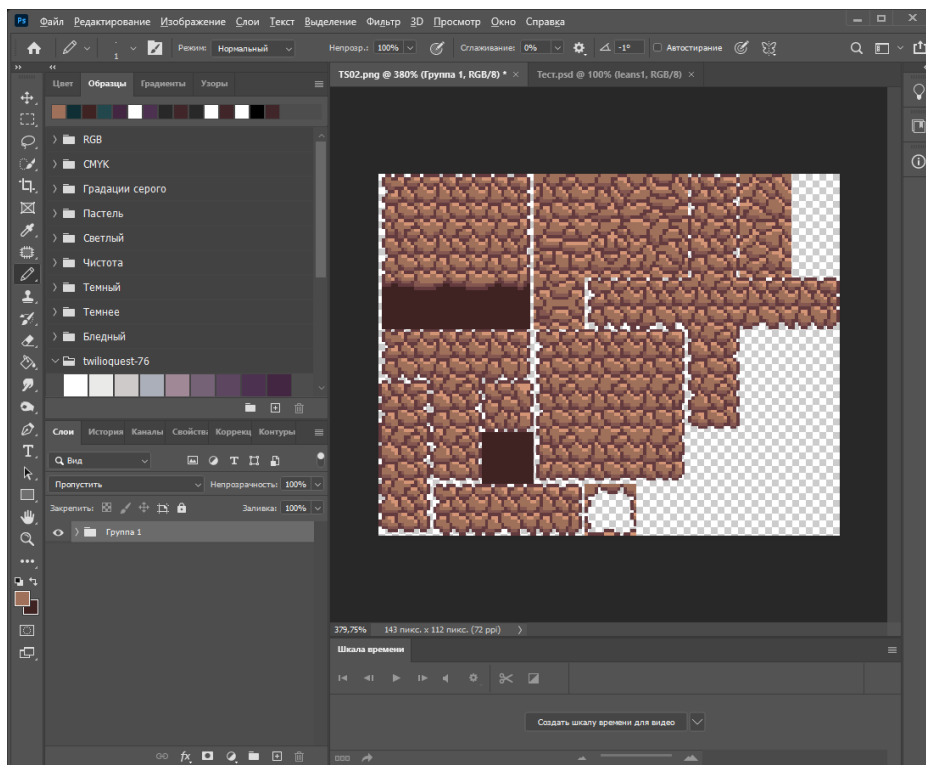 Ps Файл Редактирование Изображение Слои Текст Выделение Фильтр 3D Просмотр Окно Справка
1 Режим: Нормальный Непрозр.: 100% Сглаживание: 0% -1° Автостирание
Цвет Образцы Градиенты Узоры
TS02.png @ 380% (Группа 1, RGB/8) * × Тест.psd @ 100% (leans1, RGB/8) ×
RGB
CMYK
Градации серого
Пастель
Светлый
Чистота
Темный
Темнее
Бледный
twilioquest-76
Слои История Каналы Свойств Коррекц Контуры
Вид
Пропустить Непрозрачность: 100%
Закрепить: Заливка: 100%
Группа 1
379,75% 143 пикс. x 112 пикс. (72 ppi)
Шкала времени
Создать шкалу времени для видео
fx